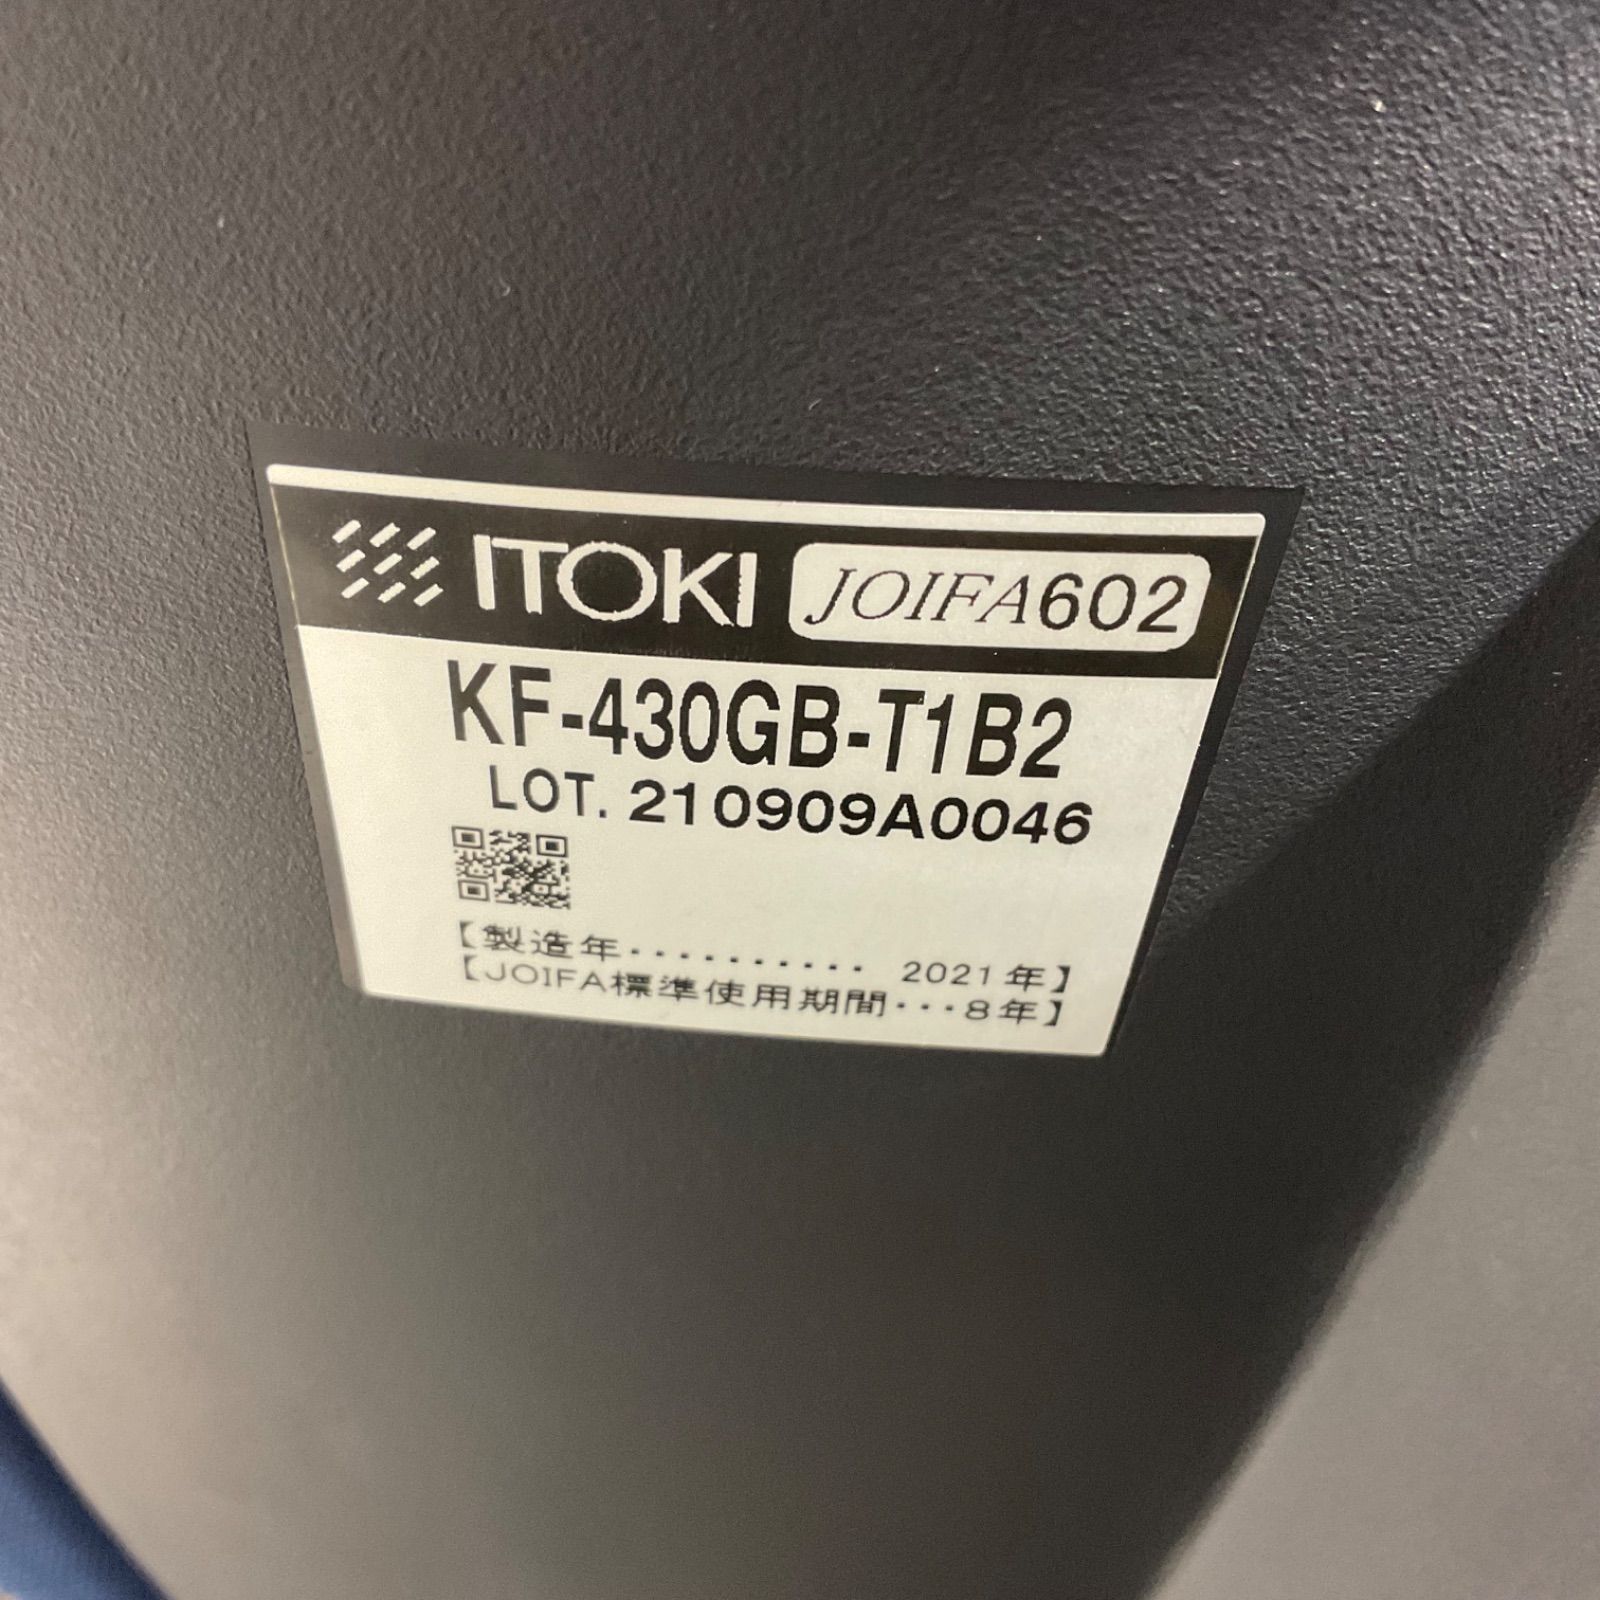 ITOKI JOIFA602
KF-430GB-T1B2
LOT. 210909A0046
【製造年.......... 2021年】
【JOIFA標準使用期間...8年】